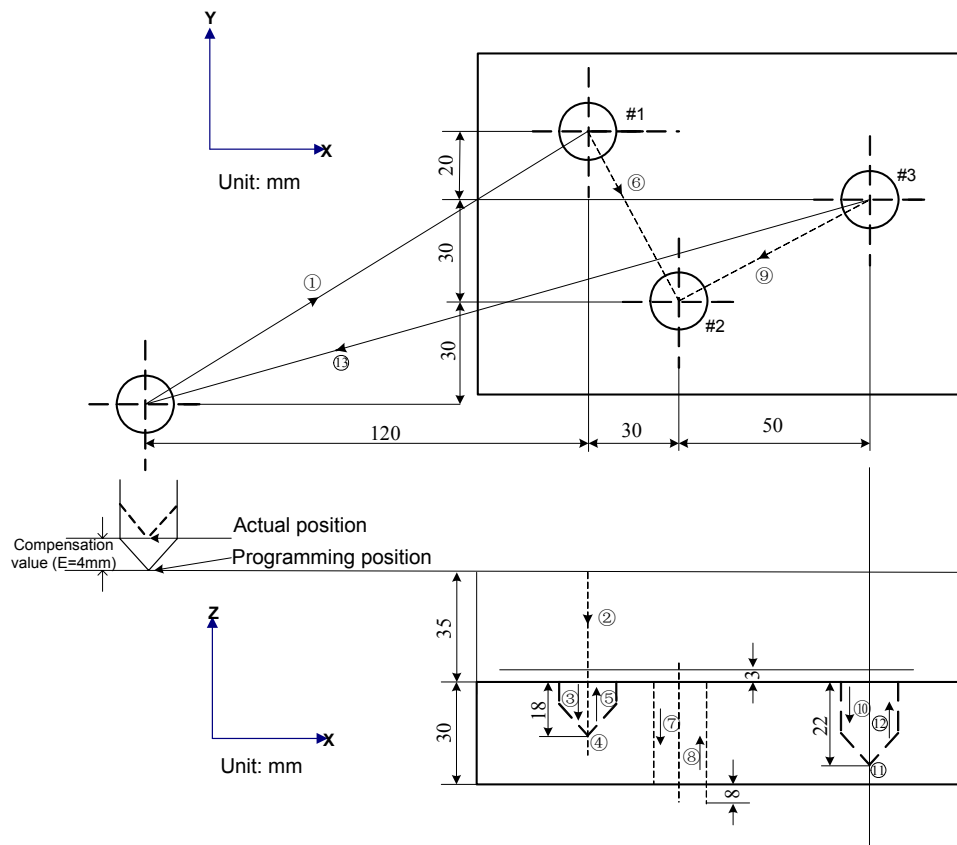 Y
X
Unit: mm
#1
20
⑥
#3
30
①
⑨
#2
30
⑬
120
30
50
Actual position
Compensation
value (E=4mm)
Programming position
Z
35
②
3
18
③
⑤
⑦
22
⑩
⑫
30
④
⑧
⑪
X
Unit: mm
8